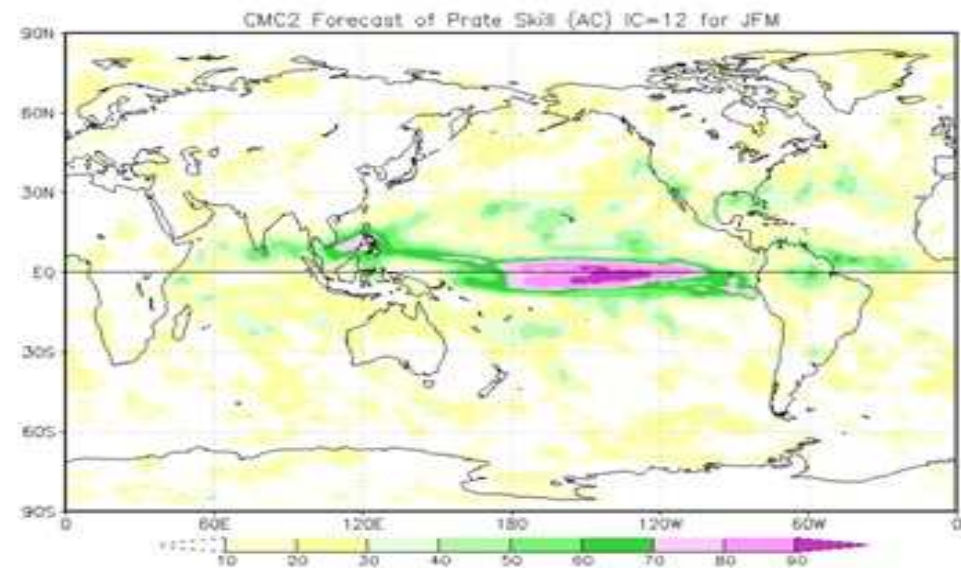 CMC2 Forecast of Prate Skill (AC) IC=12 for JFM
90N
60N
30N
EQ
30S
60S
90S
0 60E 120E 180 120W 60W 0
10 20 30 40 50 60 70 80 90